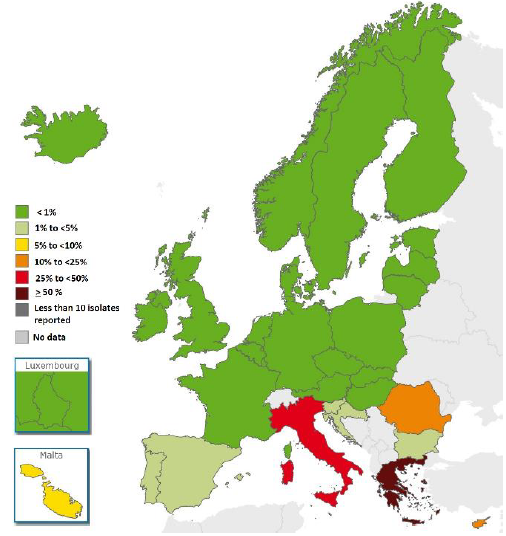 < 1%
1% to <5%
5% to <10%
10% to <25%
25% to <50%
≥ 50 %
Less than 10 isolates
reported
No data
Luxembourg
Malta